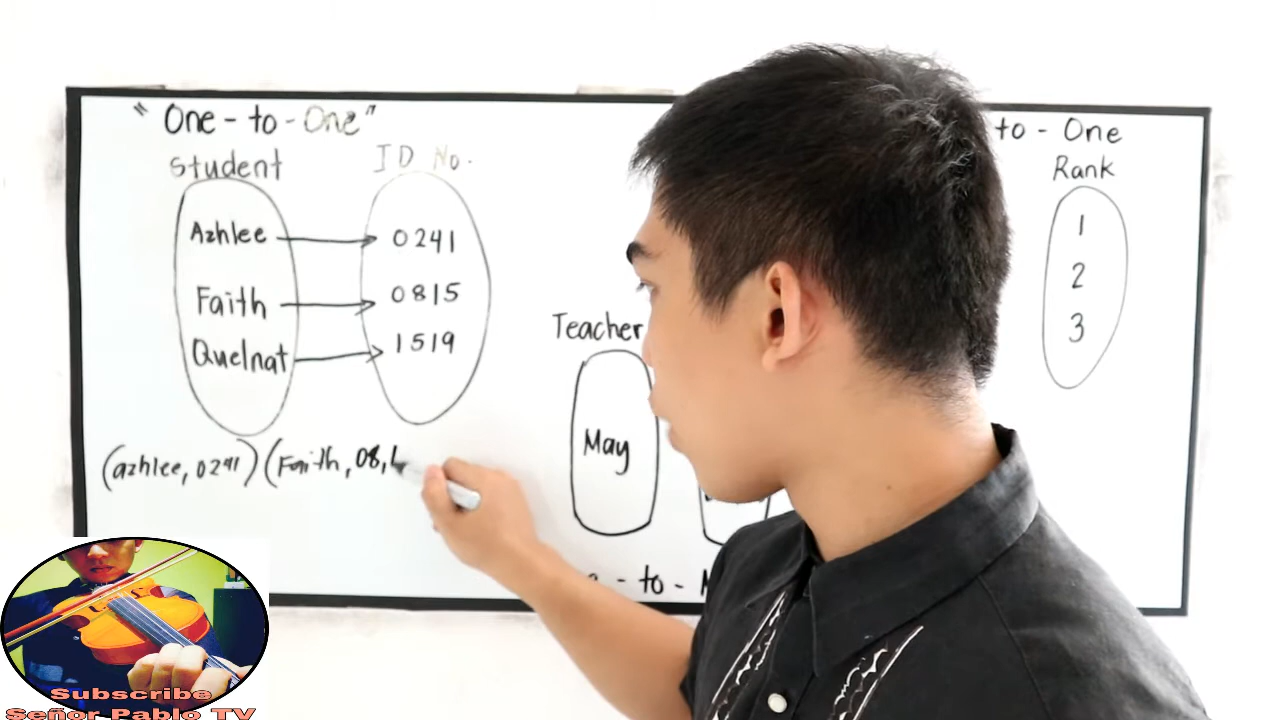 "One-to-One"
Student
ID No.
Azhlee
0241
Faith
0815
Quelnat
1519
(azhlee, 0241) (Faith, 08,
Teacher
May
to - One
Rank
1
2
3
- to -
Subscribe
Señor Pablo TV